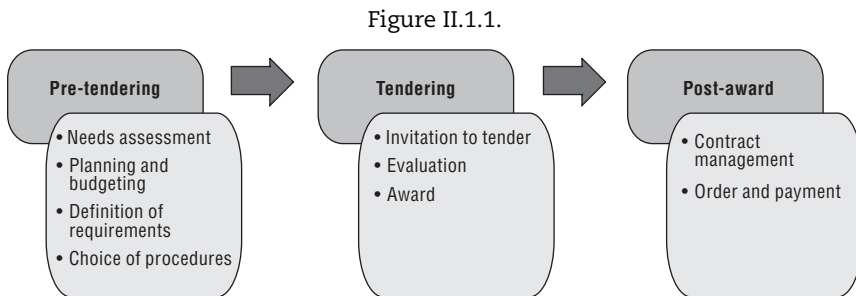 Figure II.1.1.
Pre-tendering
• Needs assessment
• Planning and
budgeting
• Definition of
requirements
• Choice of procedures
Tendering
• Invitation to tender
• Evaluation
• Award
Post-award
• Contract
management
• Order and payment